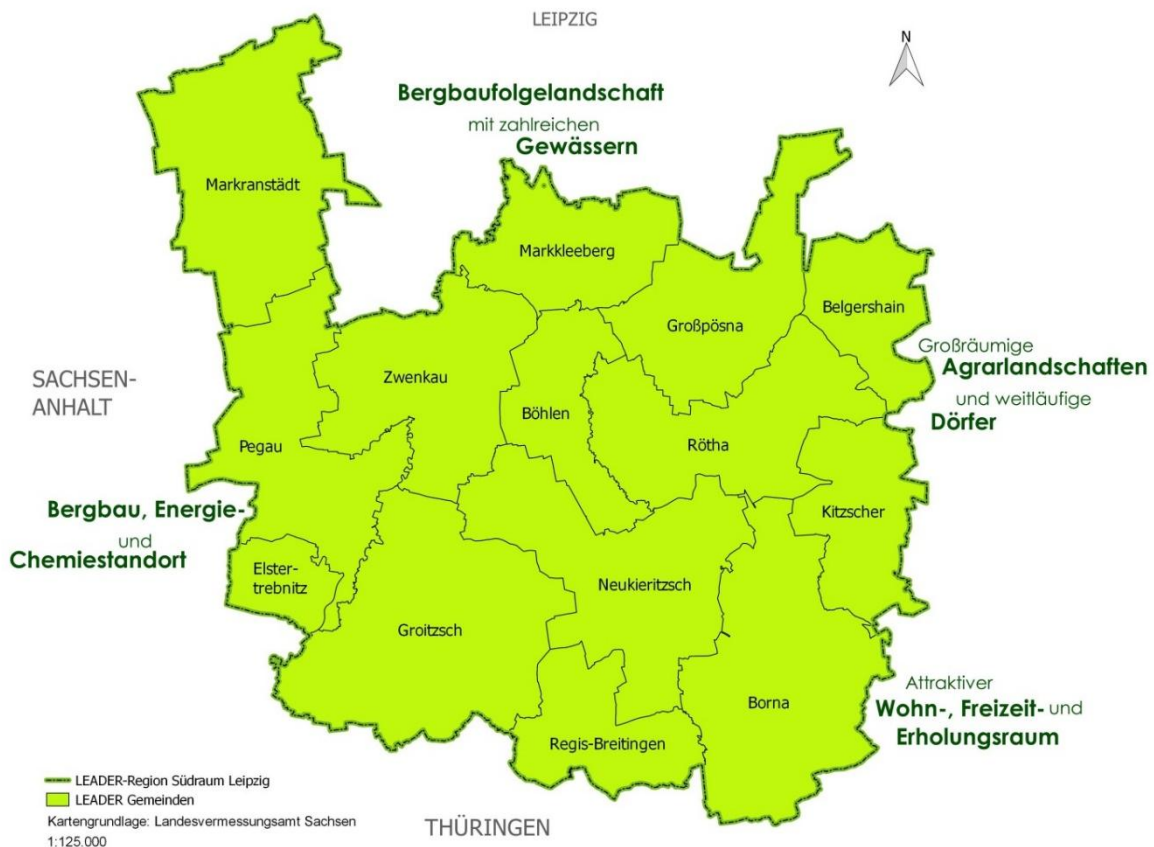 LEIPZIG
N
Bergbaufolgelandschaft
mit zahlreichen
Gewässern
Markranstädt
Markkleeberg
Großpösna
Belgershain
Großräumige
Agrarlandschaften
und weitläufige
Dörfer
SACHSEN-
ANHALT
Zwenkau
Böhlen
Pegau
Rötha
Kitzscher
Bergbau, Energie-
und
Chemiestandort
Elster-
trebnitz
Neukieritzsch
Groitzsch
Borna
Attraktiver
Wohn-, Freizeit- und
Erholungsraum
Regis-Breitingen
LEADER-Region Südraum Leipzig
LEADER Gemeinden
Kartengrundlage: Landesvermessungsamt Sachsen
1:125.000
THÜRINGEN